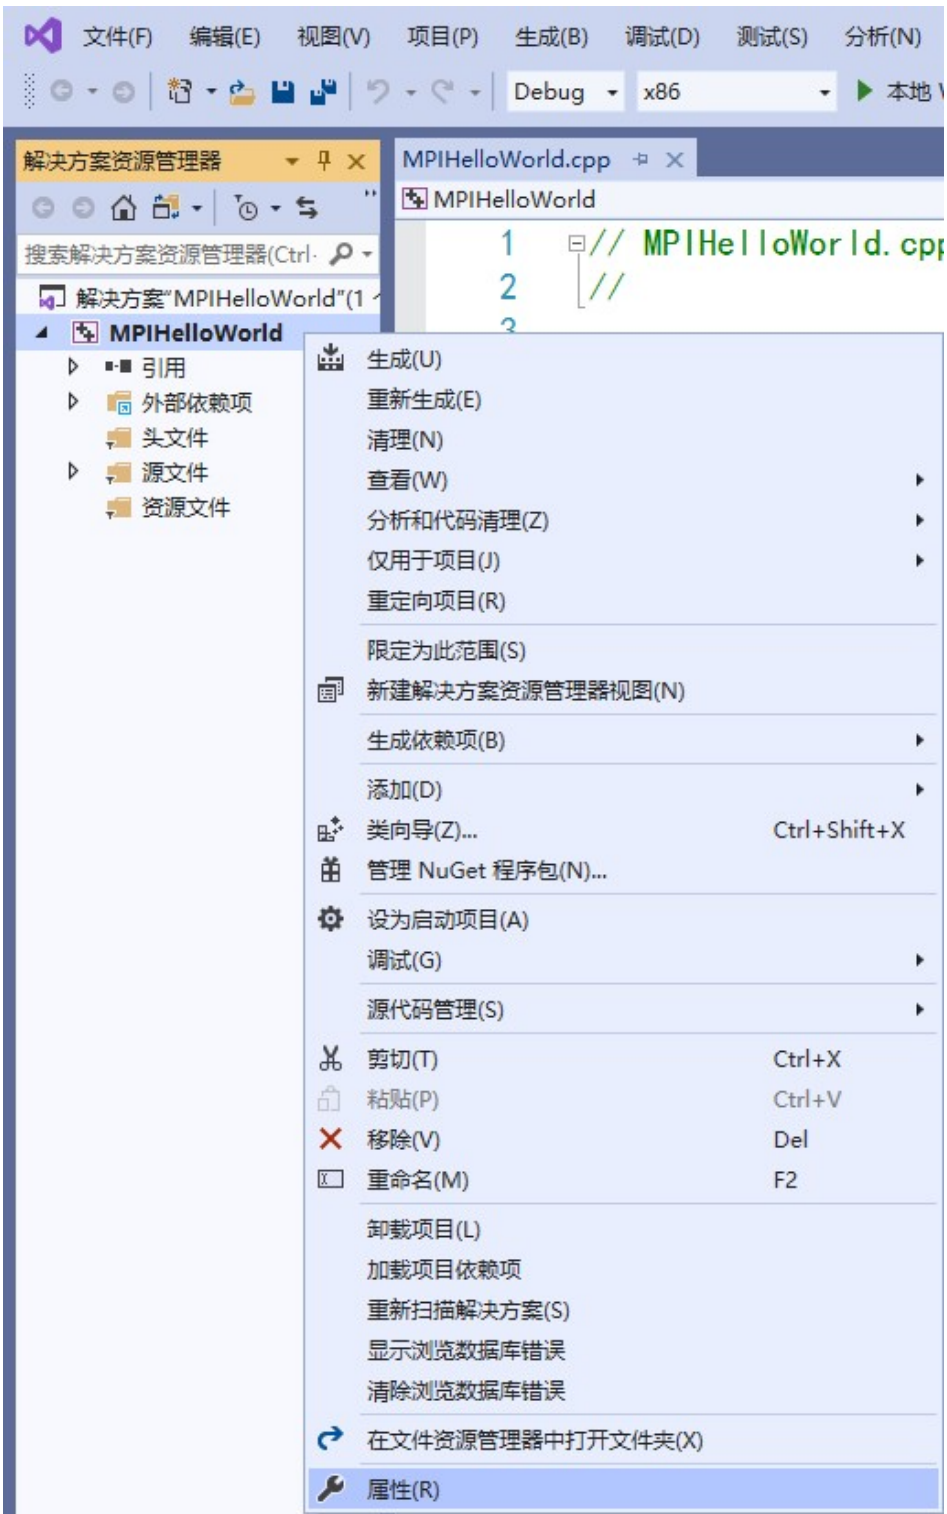 文件(F) 编辑(E) 视图(V) 项目(P) 生成(B) 调试(D) 测试(S) 分析(N)
Debug x86 本地
解决方案资源管理器
搜索解决方案资源管理器(Ctrl-
解决方案"MPIHelloWorld"(1
MPIHelloWorld
引用
外部依赖项
头文件
源文件
资源文件
MPIHelloWorld.cpp
MPIHelloWorld
1 // MPIHelloWorld.cpp
2 //
3
生成(U)
重新生成(E)
清理(N)
查看(W)
分析和代码清理(Z)
仅用于项目(J)
重定向项目(R)
限定为此范围(S)
新建解决方案资源管理器视图(N)
生成依赖项(B)
添加(D)
类向导(Z)... Ctrl+Shift+X
管理 NuGet 程序包(N)...
设为启动项目(A)
调试(G)
源代码管理(S)
剪切(T) Ctrl+X
粘贴(P) Ctrl+V
移除(V) Del
重命名(M) F2
卸载项目(L)
加载项目依赖项
重新扫描解决方案(S)
显示浏览数据库错误
清除浏览数据库错误
在文件资源管理器中打开文件夹(X)
属性(R)